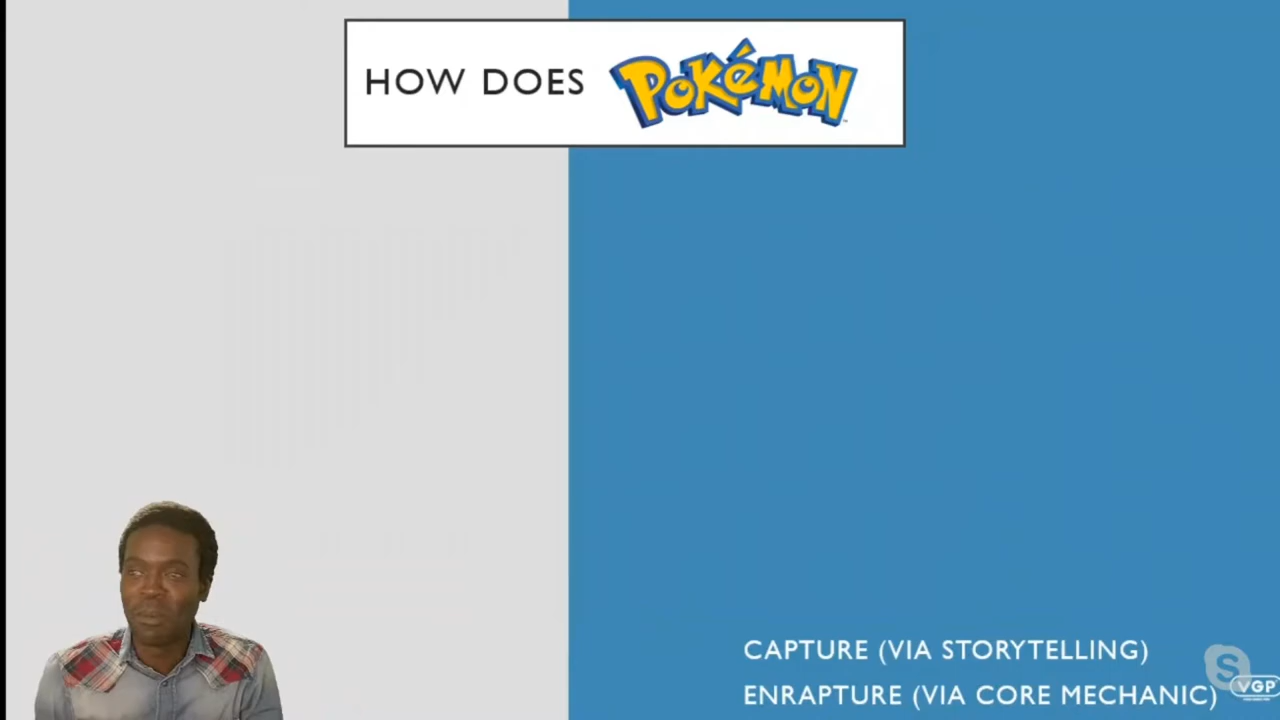 HOW DOES POKéMON
CAPTURE (VIA STORYTELLING)
ENRAPTURE (VIA CORE MECHANIC)
S
VGP